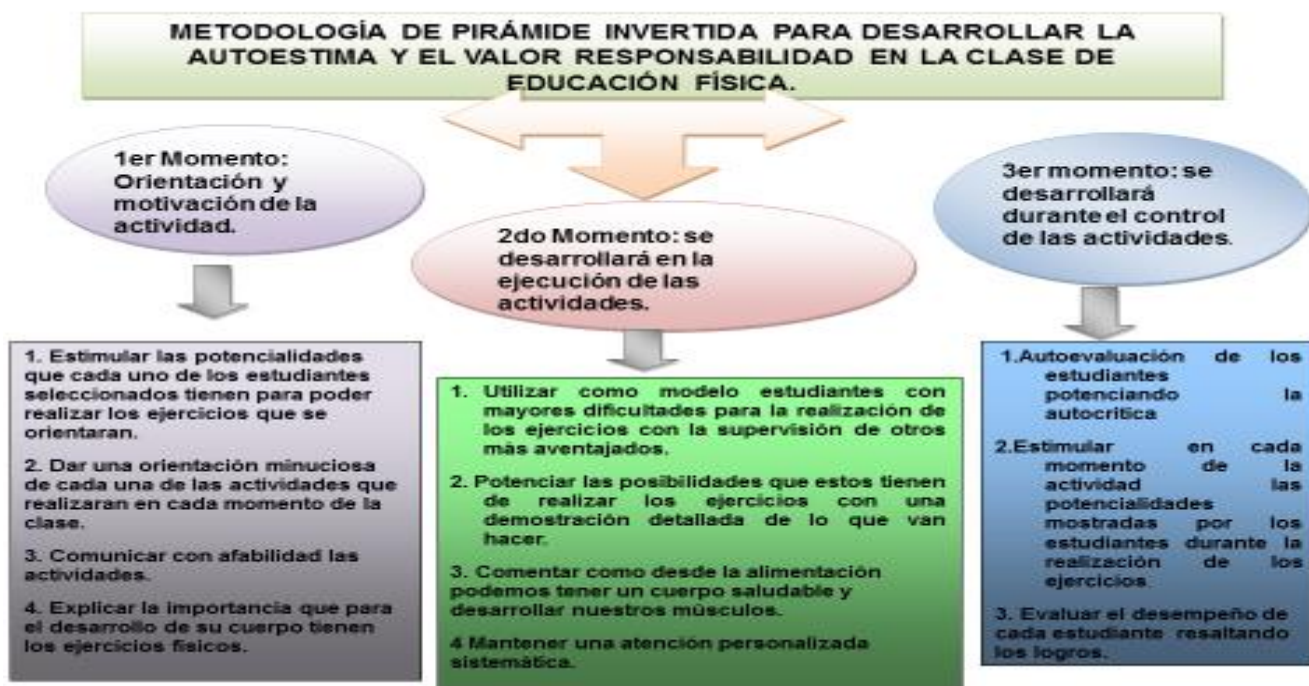 METODOLOGÍA DE PIRÁMIDE INVERTIDA PARA DESARROLLAR LA
AUTOESTIMA Y EL VALOR RESPONSABILIDAD EN LA CLASE DE
EDUCACIÓN FÍSICA.
1er Momento:
Orientación y
motivación de la
actividad.
2do Momento: se
desarrollará en la
ejecución de las
actividades.
3er momento: se
desarrollará
durante el control
de las actividades.
1. Estimular las potencialidades
que cada uno de los estudiantes
seleccionados tienen para poder
realizar los ejercicios que se
orientaran.
2. Dar una orientación minuciosa
de cada una de las actividades que
realizaran en cada momento de la
clase.
3. Comunicar con afabilidad las
actividades.
4. Explicar la importancia que para
el desarrollo de su cuerpo tienen
los ejercicios físicos.
1. Utilizar como modelo estudiantes con
mayores dificultades para la realización de
los ejercicios con la supervisión de otros
más aventajados.
2. Potenciar las posibilidades que estos tienen
de realizar los ejercicios con una
demostración detallada de lo que van
hacer.
3. Comentar como desde la alimentación
podemos tener un cuerpo saludable y
desarrollar nuestros músculos.
4 Mantener una atención personalizada
sistemática.
1.Autoevaluación de los
estudiantes
potenciando la
autocrítica
2.Estimular en cada
momento de la
actividad las
potencialidades
mostradas por los
estudiantes durante la
realización de los
ejercicios.
3. Evaluar el desempeño de
cada estudiante resaltando
los logros.